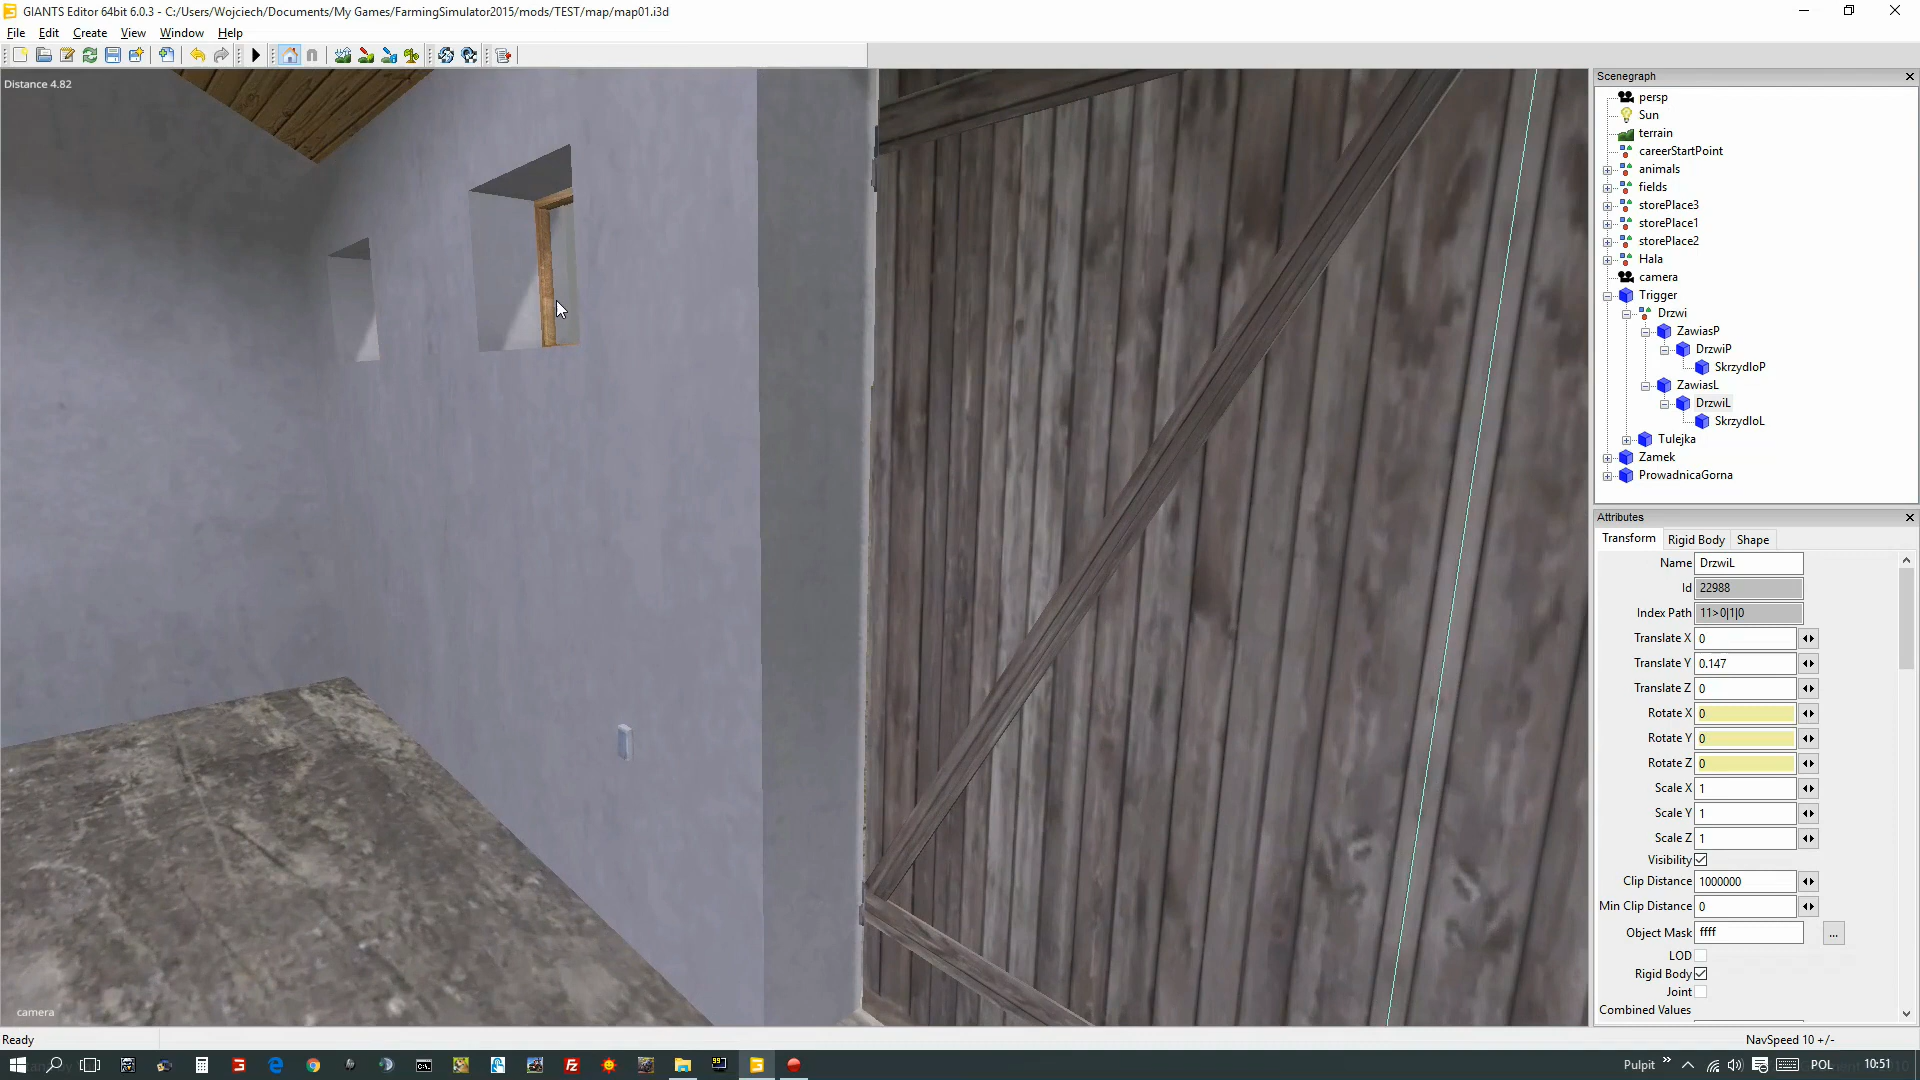 GIANTS Editor 64bit 6.0.3 - C:/Users/Wojciech/Documents/My Games/FarmingSimulator2015/mods/TEST/map/map01.i3d
File Edit Create View Window Help
Distance 4.82
camera
Ready
NavSpeed 10 +/-
Scenegraph
persp
Sun
terrain
careerStartPoint
animals
fields
storePlace3
storePlace1
storePlace2
Hala
camera
Trigger
Drzwi
ZawiasP
DrzwiP
SkrzydloP
ZawiasL
DrzwiL
SkrzydloL
Tulejka
Zamek
ProwadnicaGorna
Attributes
Transform Rigid Body Shape
Name DrzwiL
Id 22988
Index Path 11>0|1|0
Translate X 0
Translate Y 0.147
Translate Z 0
Rotate X 0
Rotate Y 0
Rotate Z 0
Scale X 1
Scale Y 1
Scale Z 1
Visibility
Clip Distance 1000000
Min Clip Distance 0
Object Mask ffff ...
LOD
Rigid Body
Joint
Combined Values
Pulpit POL 10:51